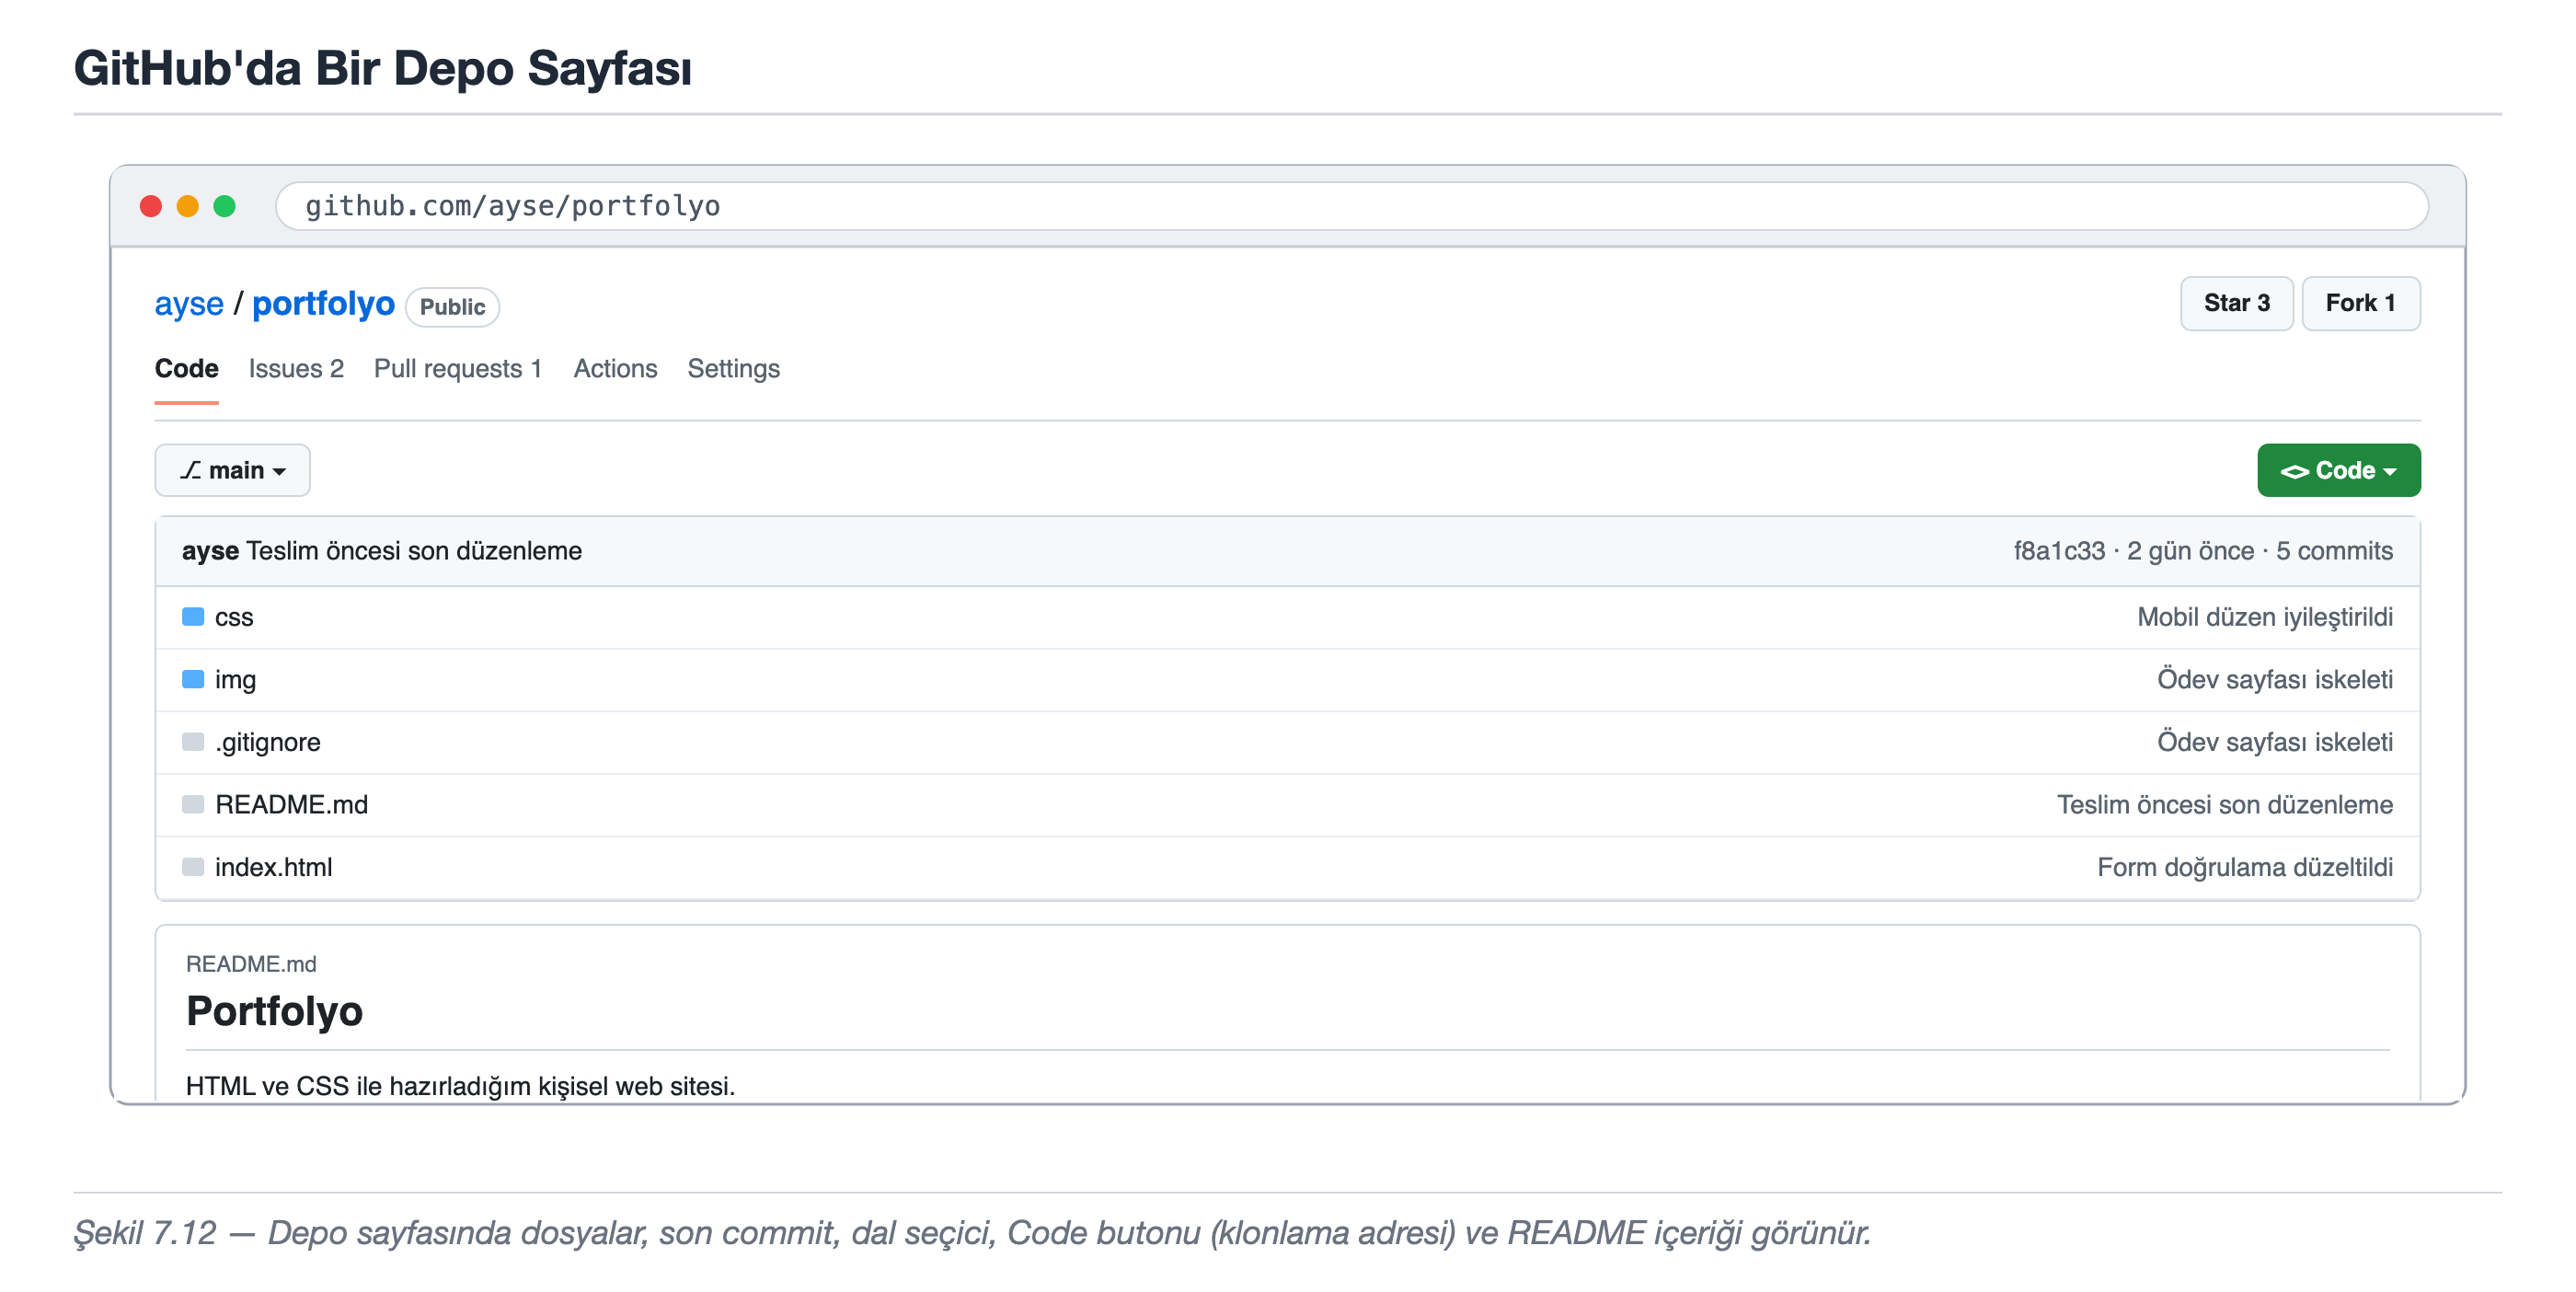 GitHub'da Bir Depo Sayfası
github.com/ayse/portfolyo
ayse / portfolyo Public Star 3 Fork 1
Code Issues 2 Pull requests 1 Actions Settings
main <> Code
ayse Teslim öncesi son düzenleme f8a1c33 · 2 gün önce · 5 commits
css Mobil düzen iyileştirildi
img Ödev sayfası iskeleti
.gitignore Ödev sayfası iskeleti
README.md Teslim öncesi son düzenleme
index.html Form doğrulama düzeltildi
README.md
Portfolyo
HTML ve CSS ile hazırladığım kişisel web sitesi.
Şekil 7.12 — Depo sayfasında dosyalar, son commit, dal seçici, Code butonu (klonlama adresi) ve README içeriği görünür.